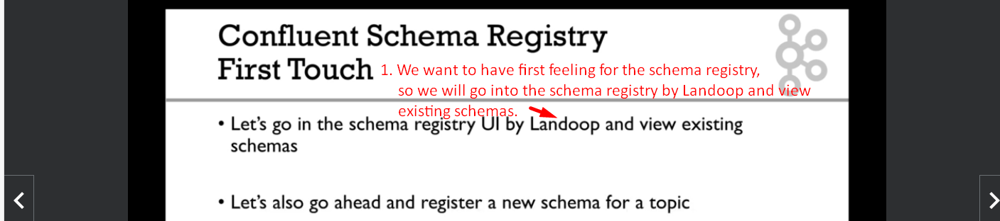 Confluent Schema Registry
First Touch
1. We want to have first feeling for the schema registry,
so we will go into the schema registry by Landoop and view
existing schemas.
• Let's go in the schema registry UI by Landoop and view existing
schemas
• Let's also go ahead and register a new schema for a topic